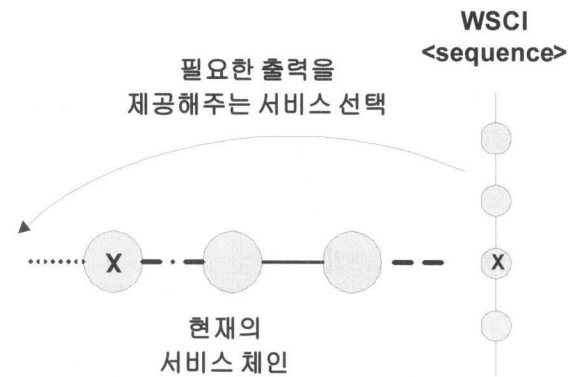 WSCI
<sequence>
필요한 출력을
제공해주는 서비스 선택
X
X
현재의
서비스 체인